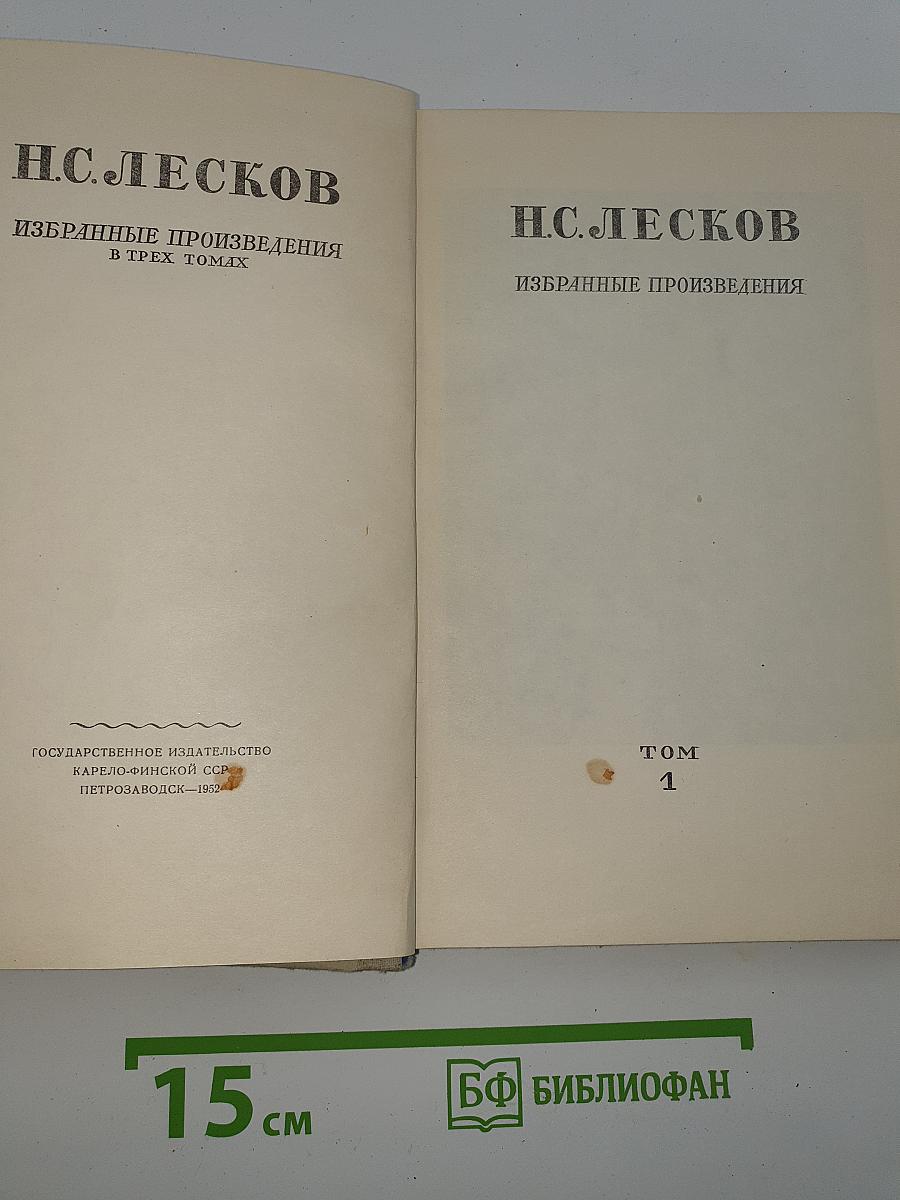 Н.С.ЛЕСКОВ
ИЗБРАННЫЕ ПРОИЗВЕДЕНИЯ
В ТРЕХ ТОМАХ
ГОСУДАРСТВЕННОЕ ИЗДАТЕЛЬСТВО
КАРЕЛО-ФИНСКОЙ ССР
ПЕТРОЗАВОДСК—1952
Н.С.ЛЕСКОВ
ИЗБРАННЫЕ ПРОИЗВЕДЕНИЯ
ТОМ
1
15 см
БФ БИБЛИОФАН